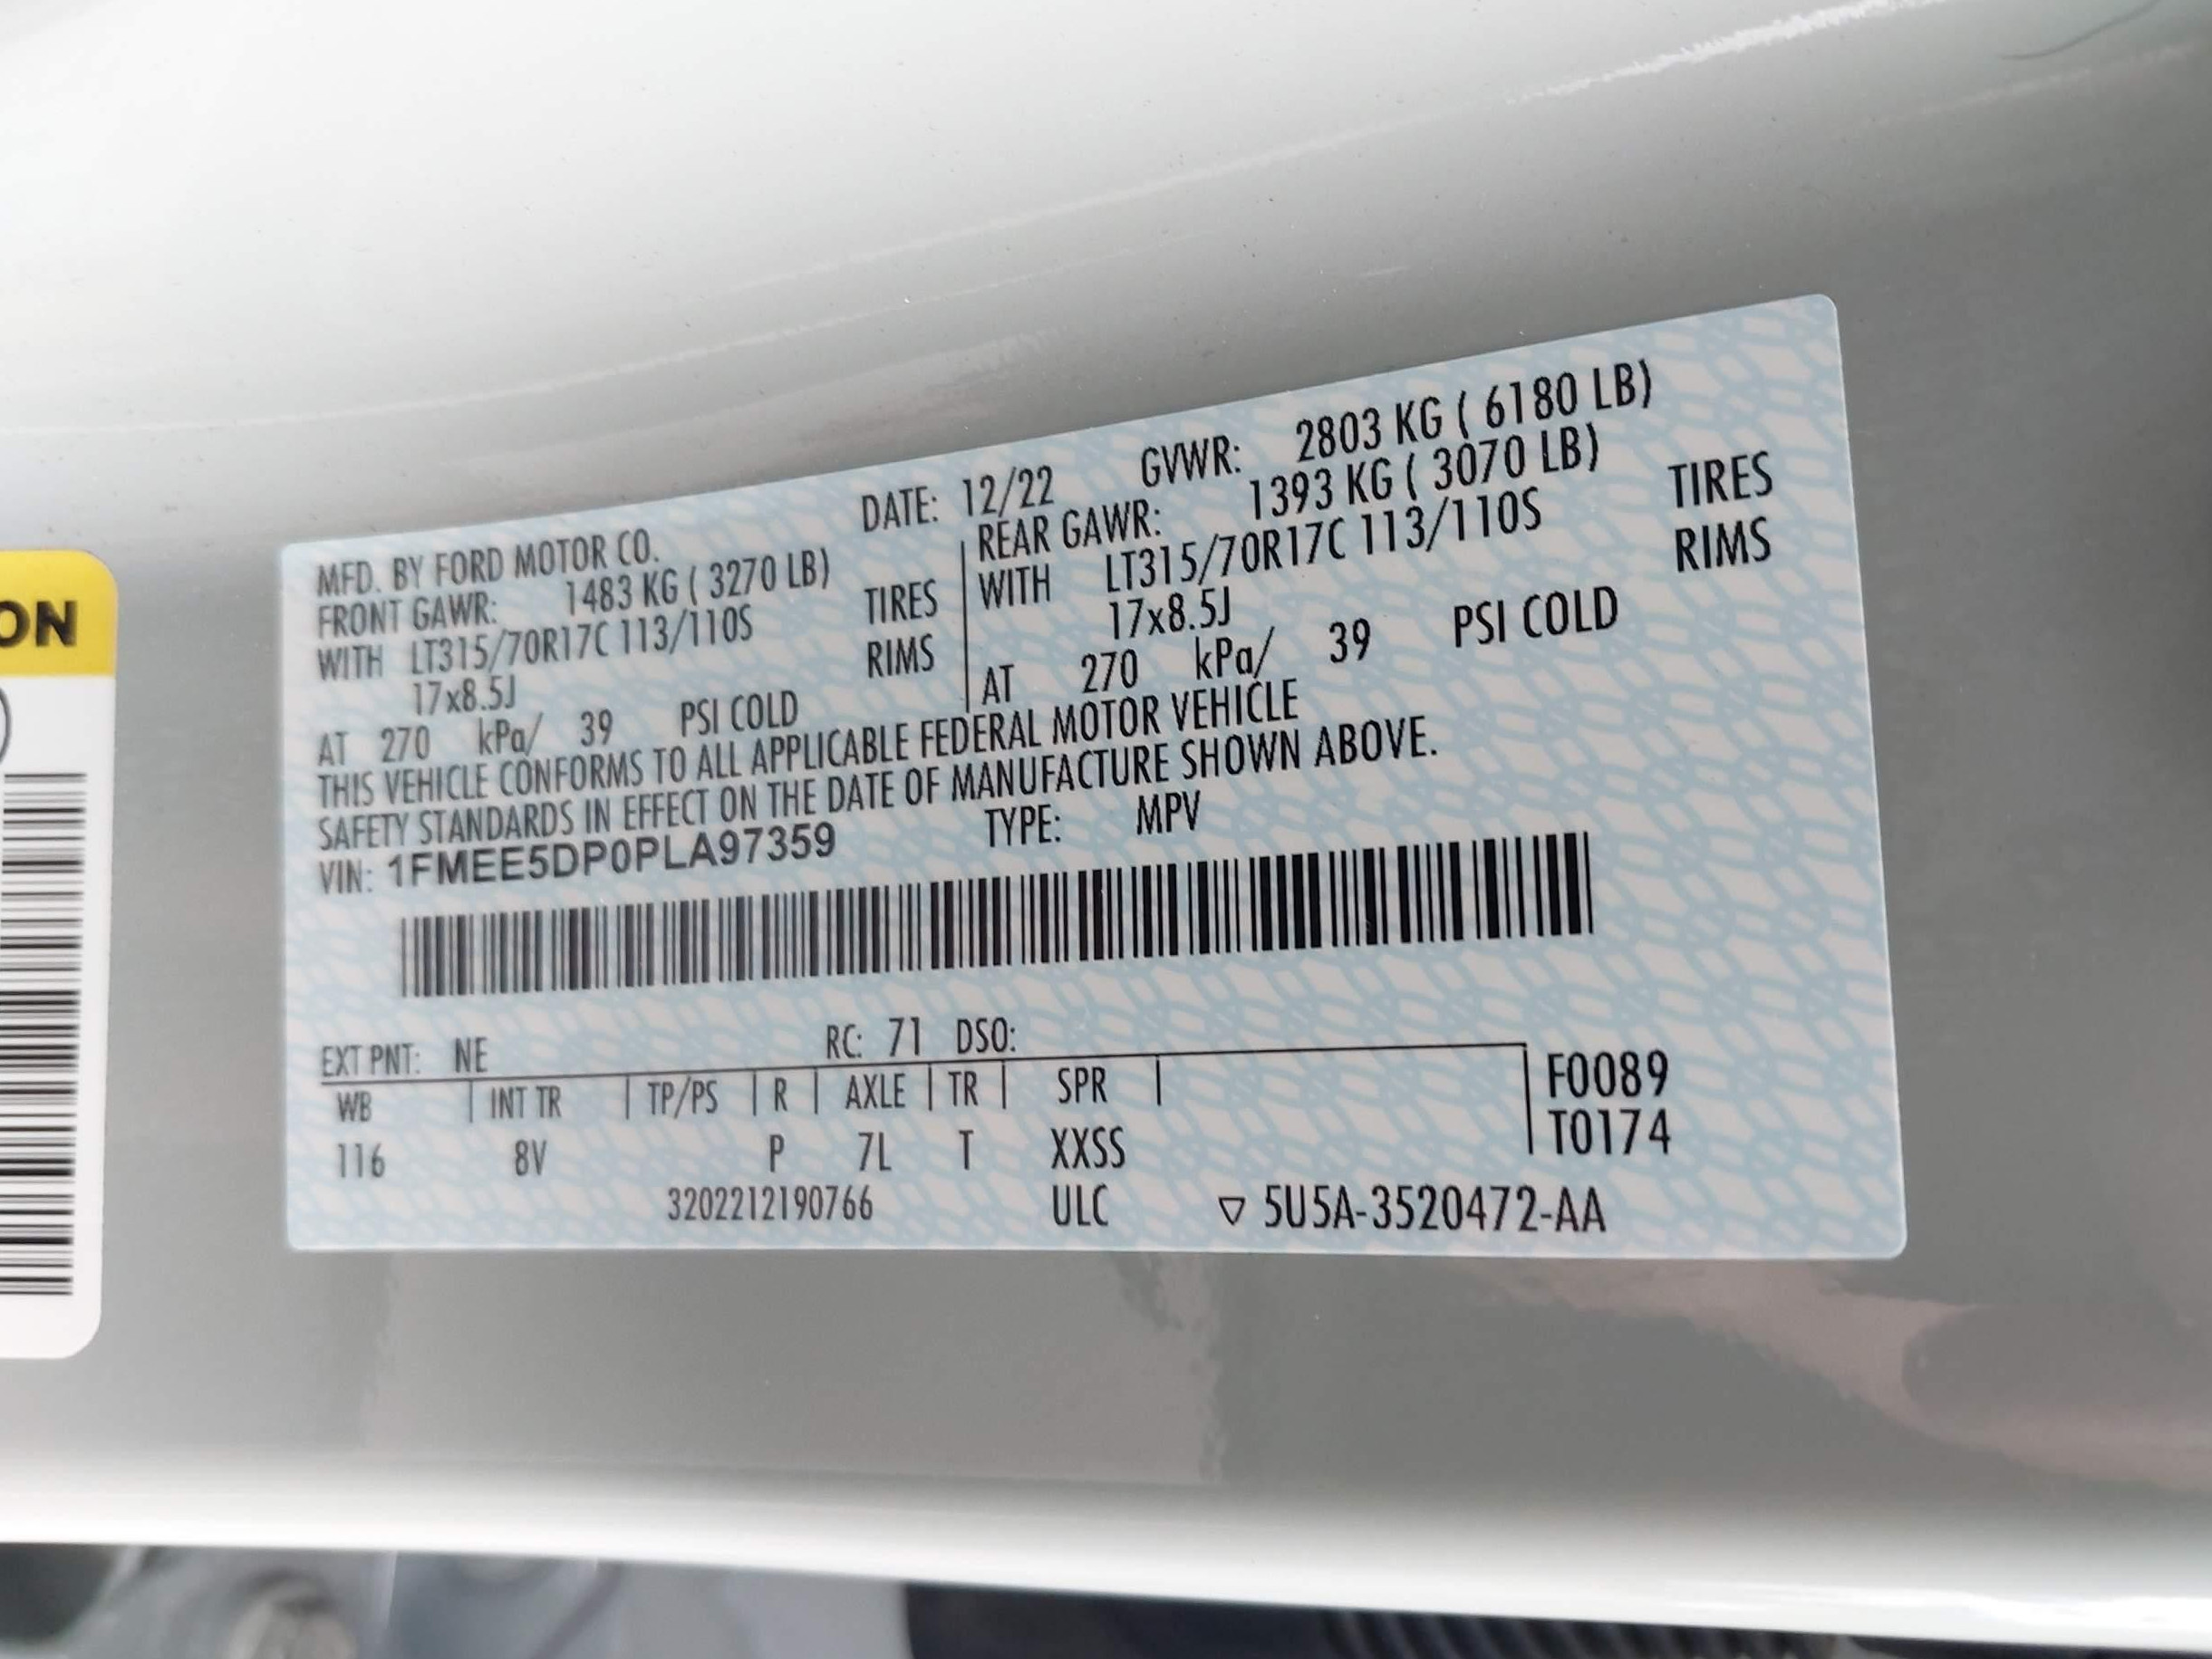 ON
MFD. BY FORD MOTOR CO. DATE: 12/22 GVWR: 2803 KG ( 6180 LB)
FRONT GAWR: 1483 KG ( 3270 LB) REAR GAWR: 1393 KG ( 3070 LB)
WITH LT315/70R17C 113/110S TIRES WITH LT315/70R17C 113/110S TIRES
17x8.5J RIMS 17x8.5J RIMS
AT 270 kPa/ 39 PSI COLD AT 270 kPa/ 39 PSI COLD
THIS VEHICLE CONFORMS TO ALL APPLICABLE FEDERAL MOTOR VEHICLE
SAFETY STANDARDS IN EFFECT ON THE DATE OF MANUFACTURE SHOWN ABOVE.
VIN: 1FMEE5DP0PLA97359 TYPE: MPV
EXT PNT: NE RC: 71 DSO:
WB | INT TR | TP/PS | R | AXLE | TR | SPR | F0089
116 8V P 7L T XXSS T0174
3202212190766 ULC ▽ 5U5A-3520472-AA